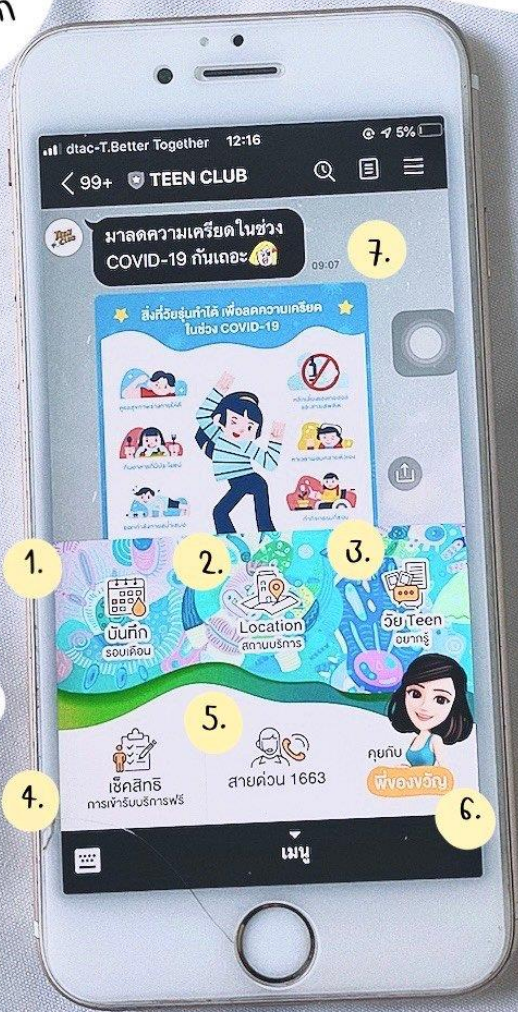 dtac-T.Better Together 12:16 5%
99+ TEEN CLUB
มาลดความเครียดในช่วง
COVID-19 กันเถอะ
09:07
7.
สิ่งที่วัยรุ่นทำได้ เพื่อลดความเครียด
ในช่วง COVID-19
1.
2.
3.
บันทึก
รอบเดือน
Location
สถานบริการ
วัย Teen
อยากรู้
5.
เช็คสิทธิ
การเข้ารับบริการฟรี
สายด่วน 1663
คุยกับ
พี่ของขวัญ
4.
6.
เมนู